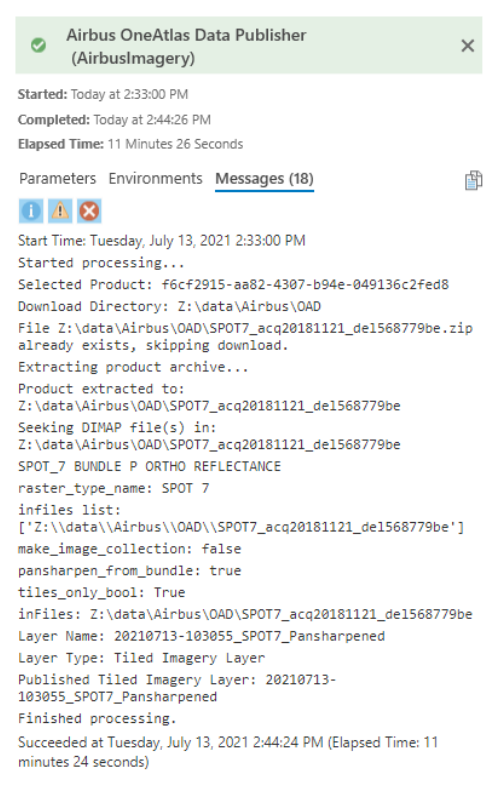 Airbus OneAtlas Data Publisher
(AirbusImagery)
Started: Today at 2:33:00 PM
Completed: Today at 2:44:26 PM
Elapsed Time: 11 Minutes 26 Seconds
Parameters Environments Messages (18)
Start Time: Tuesday, July 13, 2021 2:33:00 PM
Started processing...
Selected Product: f6cf2915-aa82-4307-b94e-049136c2fed8
Download Directory: Z:\data\Airbus\OAD
File Z:\data\Airbus\OAD\SPOT7_acq20181121_del568779be.zip
already exists, skipping download.
Extracting product archive...
Product extracted to:
Z:\data\Airbus\OAD\SPOT7_acq20181121_del568779be
Seeking DIMAP file(s) in:
Z:\data\Airbus\OAD\SPOT7_acq20181121_del568779be
SPOT_7 BUNDLE P ORTHO REFLECTANCE
raster_type_name: SPOT 7
infiles list:
['Z:\\data\\Airbus\\OAD\\SPOT7_acq20181121_del568779be']
make_image_collection: false
pansharpen_from_bundle: true
tiles_only_bool: True
inFiles: Z:\data\Airbus\OAD\SPOT7_acq20181121_del568779be
Layer Name: 20210713-103055_SPOT7_Pansharpened
Layer Type: Tiled Imagery Layer
Published Tiled Imagery Layer: 20210713-
103055_SPOT7_Pansharpened
Finished processing.
Succeeded at Tuesday, July 13, 2021 2:44:24 PM (Elapsed Time: 11
minutes 24 seconds)